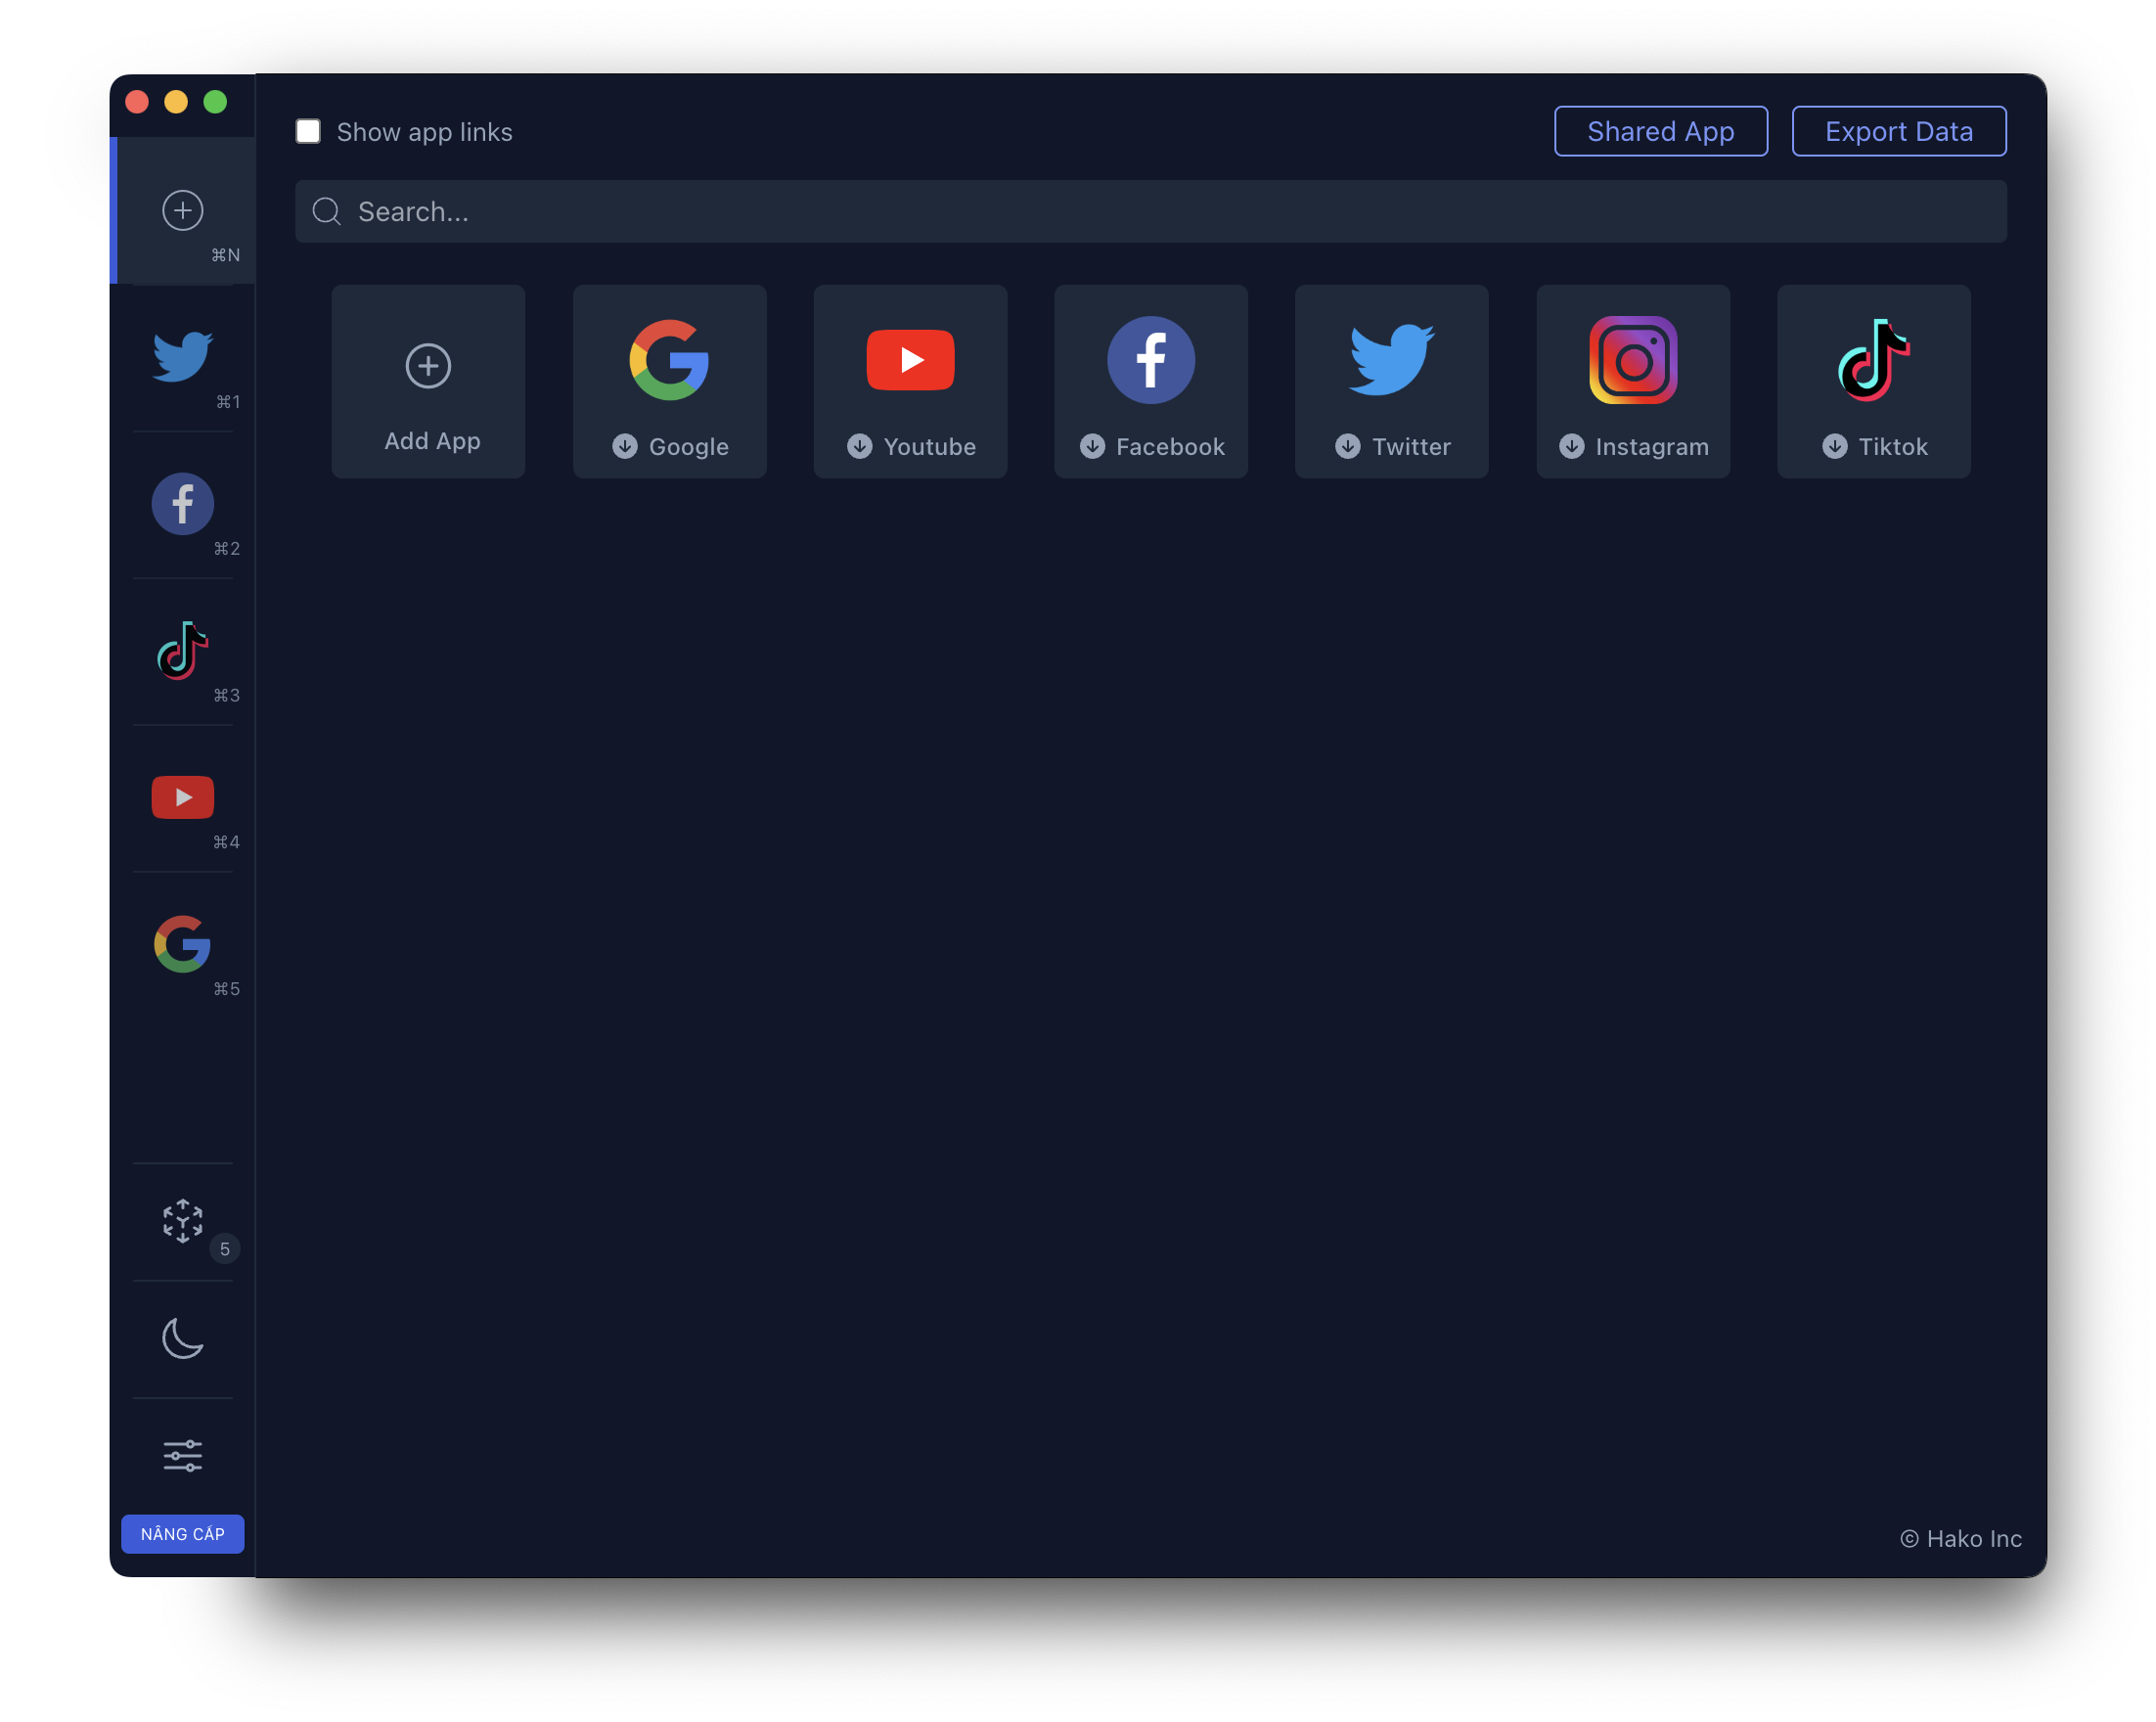 Show app links
Shared App
Export Data
Search...
⌘N
⌘1
⌘2
⌘3
⌘4
⌘5
5
NÂNG CẤP
Add App
Google
Youtube
Facebook
Twitter
Instagram
Tiktok
© Hako Inc